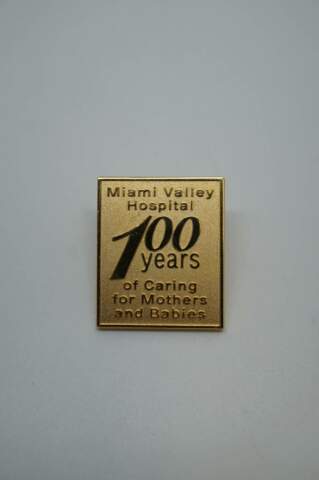 Miami Valley
Hospital
100
years
of Caring
for Mothers
and Babies